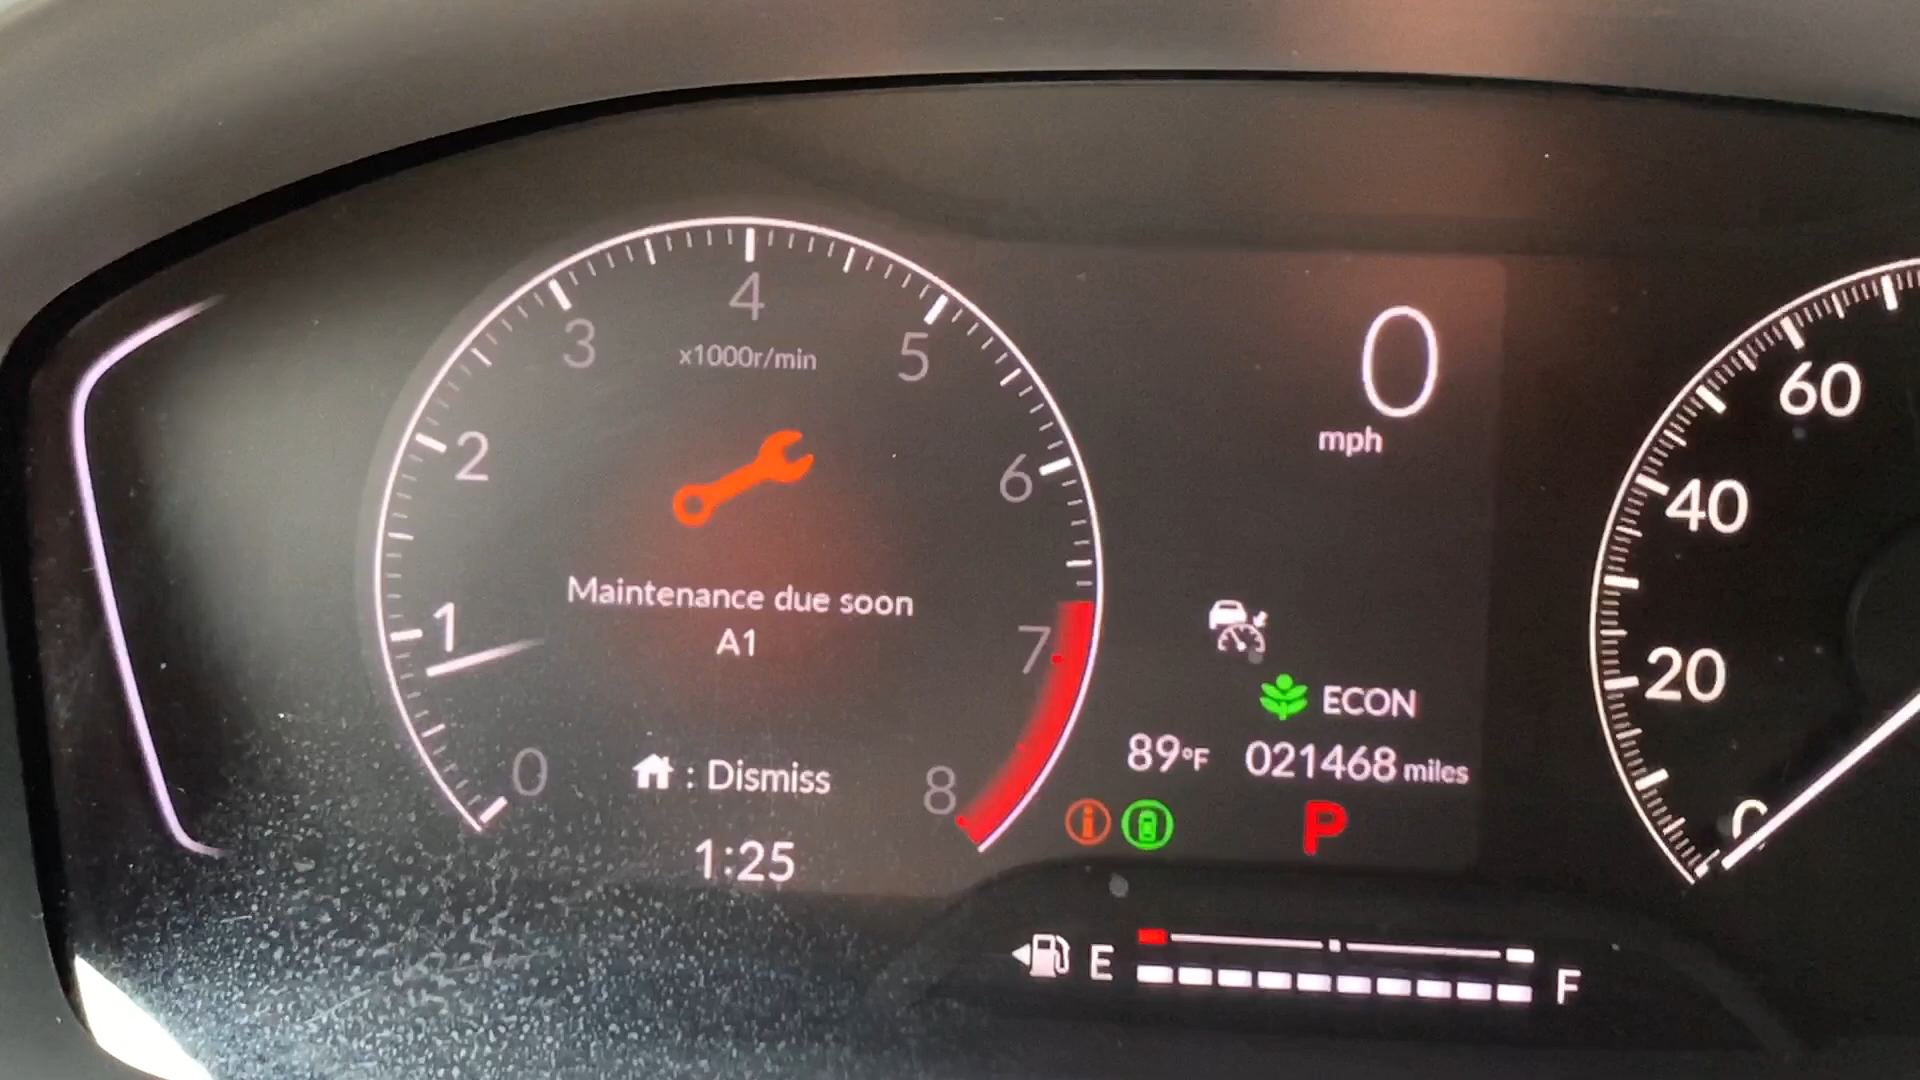 4
3
5
x1000r/min
2
6
1
7
0
8
Maintenance due soon
A1
: Dismiss
1:25
0
mph
ECON
89°F 021468 miles
i
P
E F
60
40
20